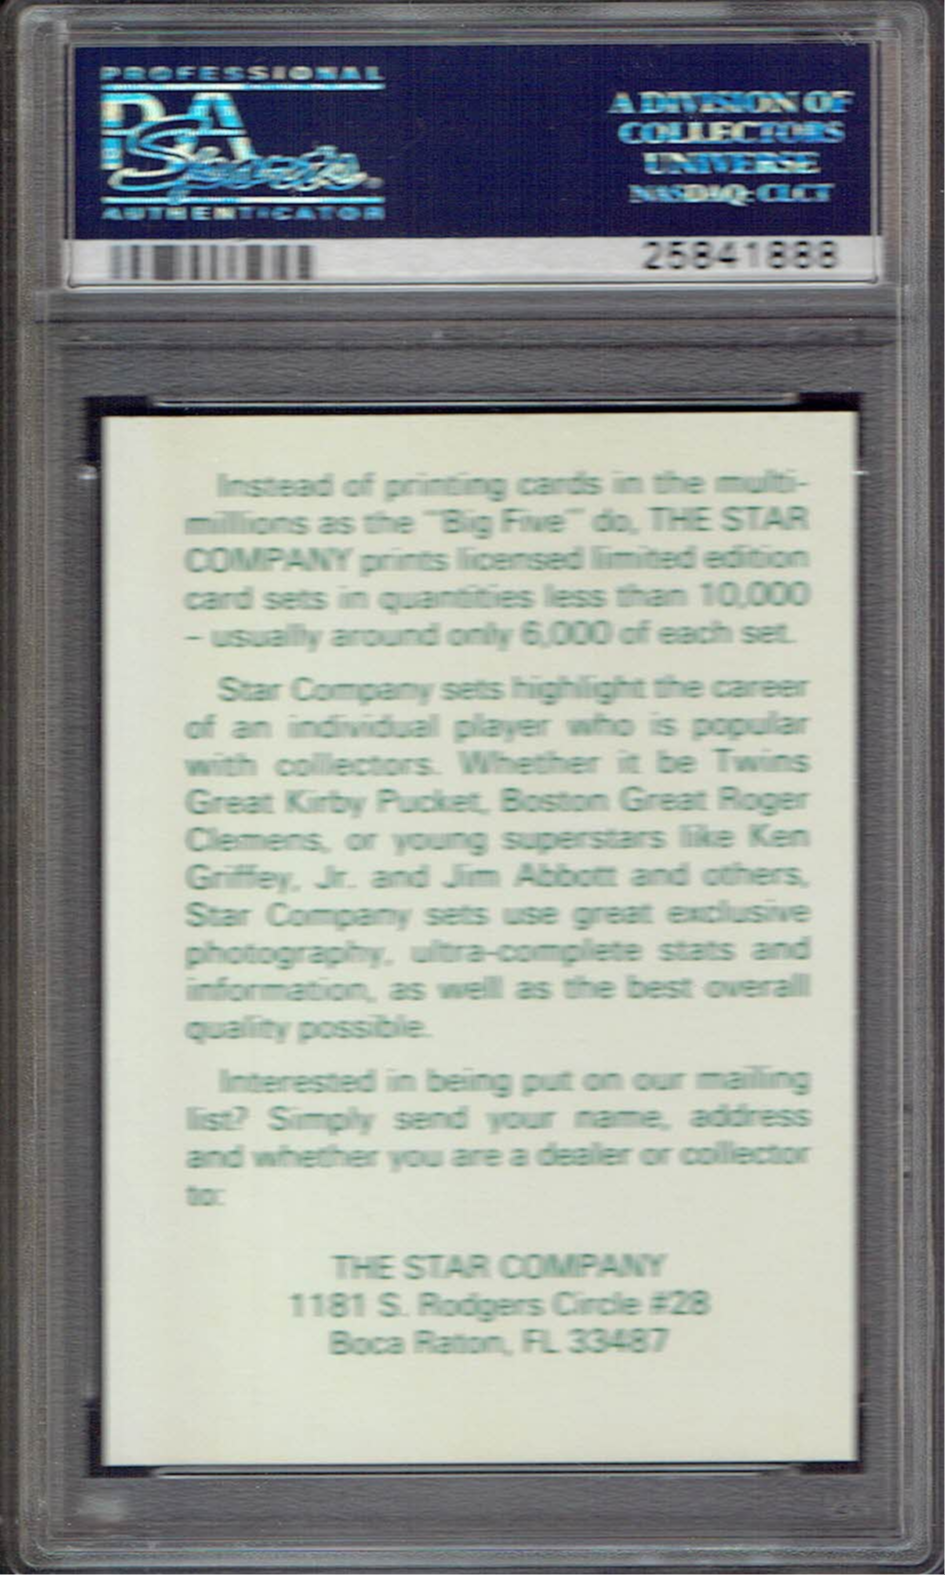 PROFESSIONAL
PSA
Sports
AUTHENTICATOR
A DIVISION OF
COLLECTORS
UNIVERSE
NASDAQ: CLCT
25841888
Instead of printing cards in the multi-
millions as the "Big Five" do, THE STAR
COMPANY prints licensed limited edition
card sets in quantities less than 10,000
– usually around only 6,000 of each set.
Star Company sets highlight the career
of an individual player who is popular
with collectors. Whether it be Twins
Great Kirby Pucket, Boston Great Roger
Clemens, or young superstars like Ken
Griffey, Jr. and Jim Abbott and others,
Star Company sets use great exclusive
photography, ultra-complete stats and
information, as well as the best overall
quality possible.
Interested in being put on our mailing
list? Simply send your name, address
and whether you are a dealer or collector
to:
THE STAR COMPANY
1181 S. Rodgers Circle #28
Boca Raton, FL 33487